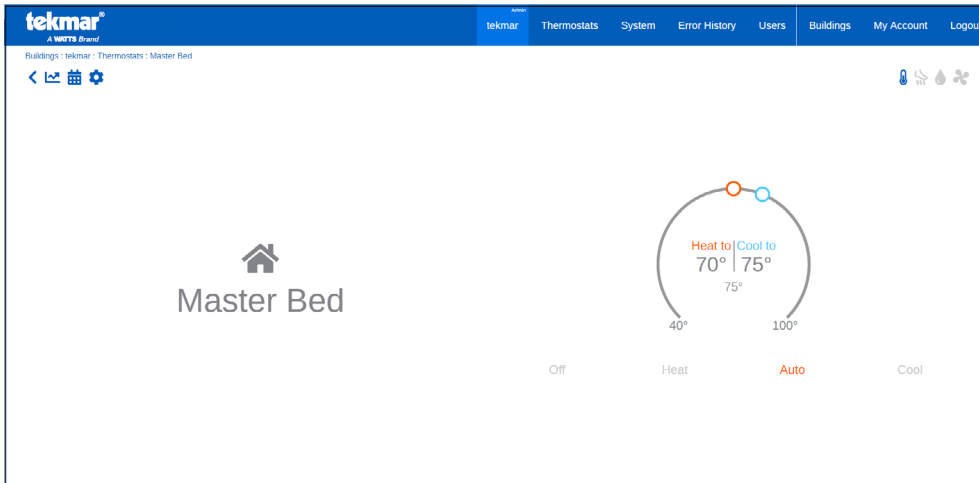 tekmar®
A WATTS Brand
Admin
tekmar Thermostats System Error History Users Buildings My Account Logou
Buildings : tekmar : Thermostats : Master Bed
Heat to Cool to
70° 75°
75°
Master Bed
40° 100°
Off Heat Auto Cool